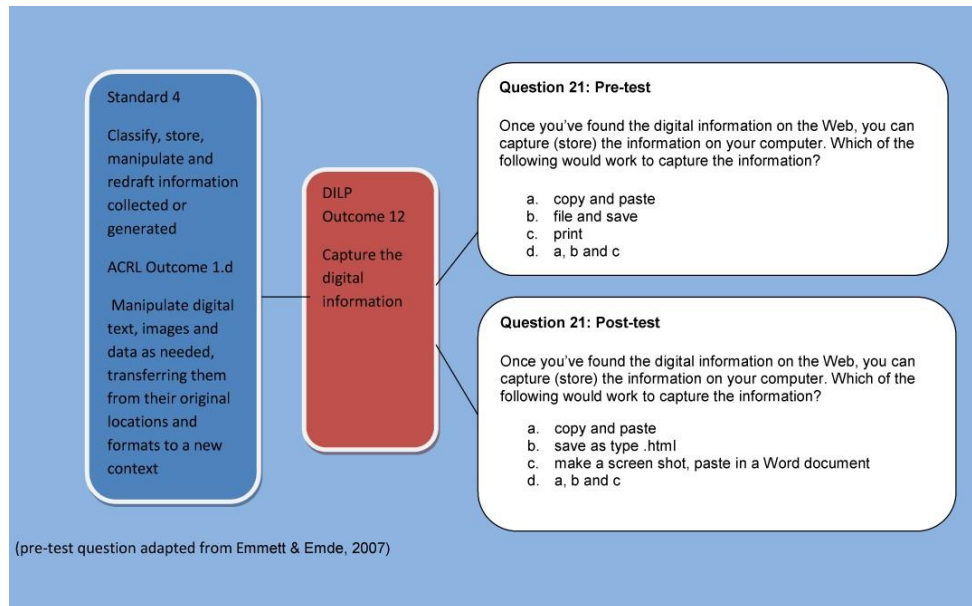 Standard 4
Classify, store,
manipulate and
redraft information
collected or
generated
ACRL Outcome 1.d
Manipulate digital
text, images and
data as needed,
transferring them
from their original
locations and
formats to a new
context
DILP
Outcome 12
Capture the
digital
information
Question 21: Pre-test
Once you’ve found the digital information on the Web, you can
capture (store) the information on your computer. Which of the
following would work to capture the information?
a. copy and paste
b. file and save
c. print
d. a, b and c
Question 21: Post-test
Once you’ve found the digital information on the Web, you can
capture (store) the information on your computer. Which of the
following would work to capture the information?
a. copy and paste
b. save as type .html
c. make a screen shot, paste in a Word document
d. a, b and c
(pre-test question adapted from Emmett & Emde, 2007)